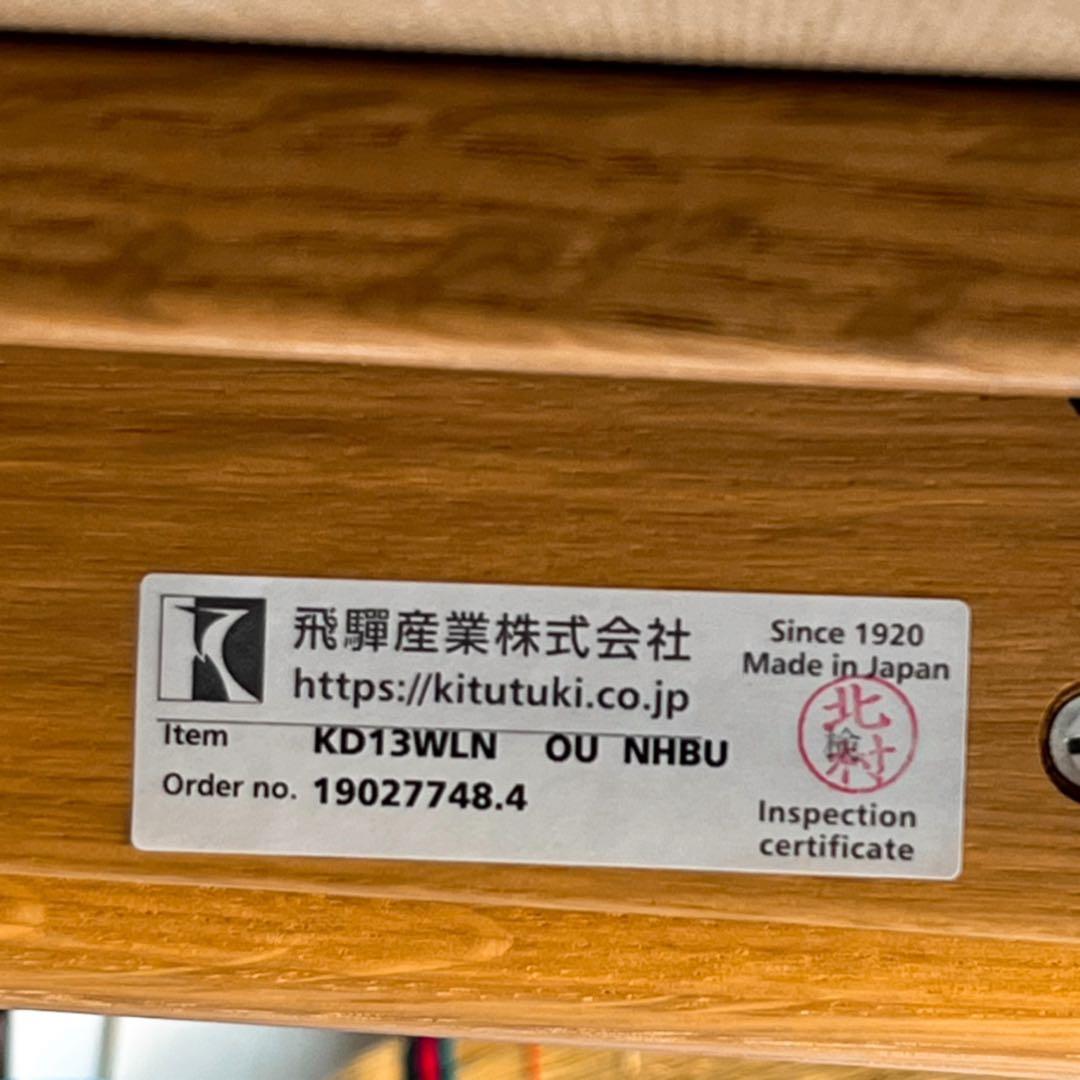 飛驒産業株式会社
https://kitutuki.co.jp
Item KD13WLN OU NHBU
Order no. 19027748.4
Since 1920
Made in Japan
検
北村
Inspection
certificate